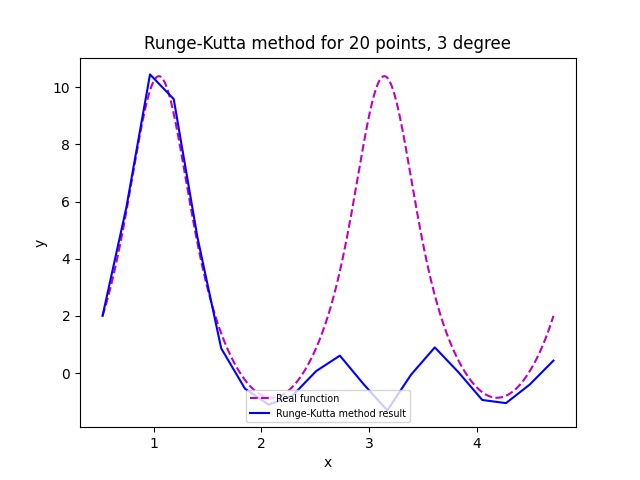 Runge-Kutta method for 20 points, 3 degree
10
8
6
4
2
0
y
Real function
Runge-Kutta method result
1 2 3 4
x